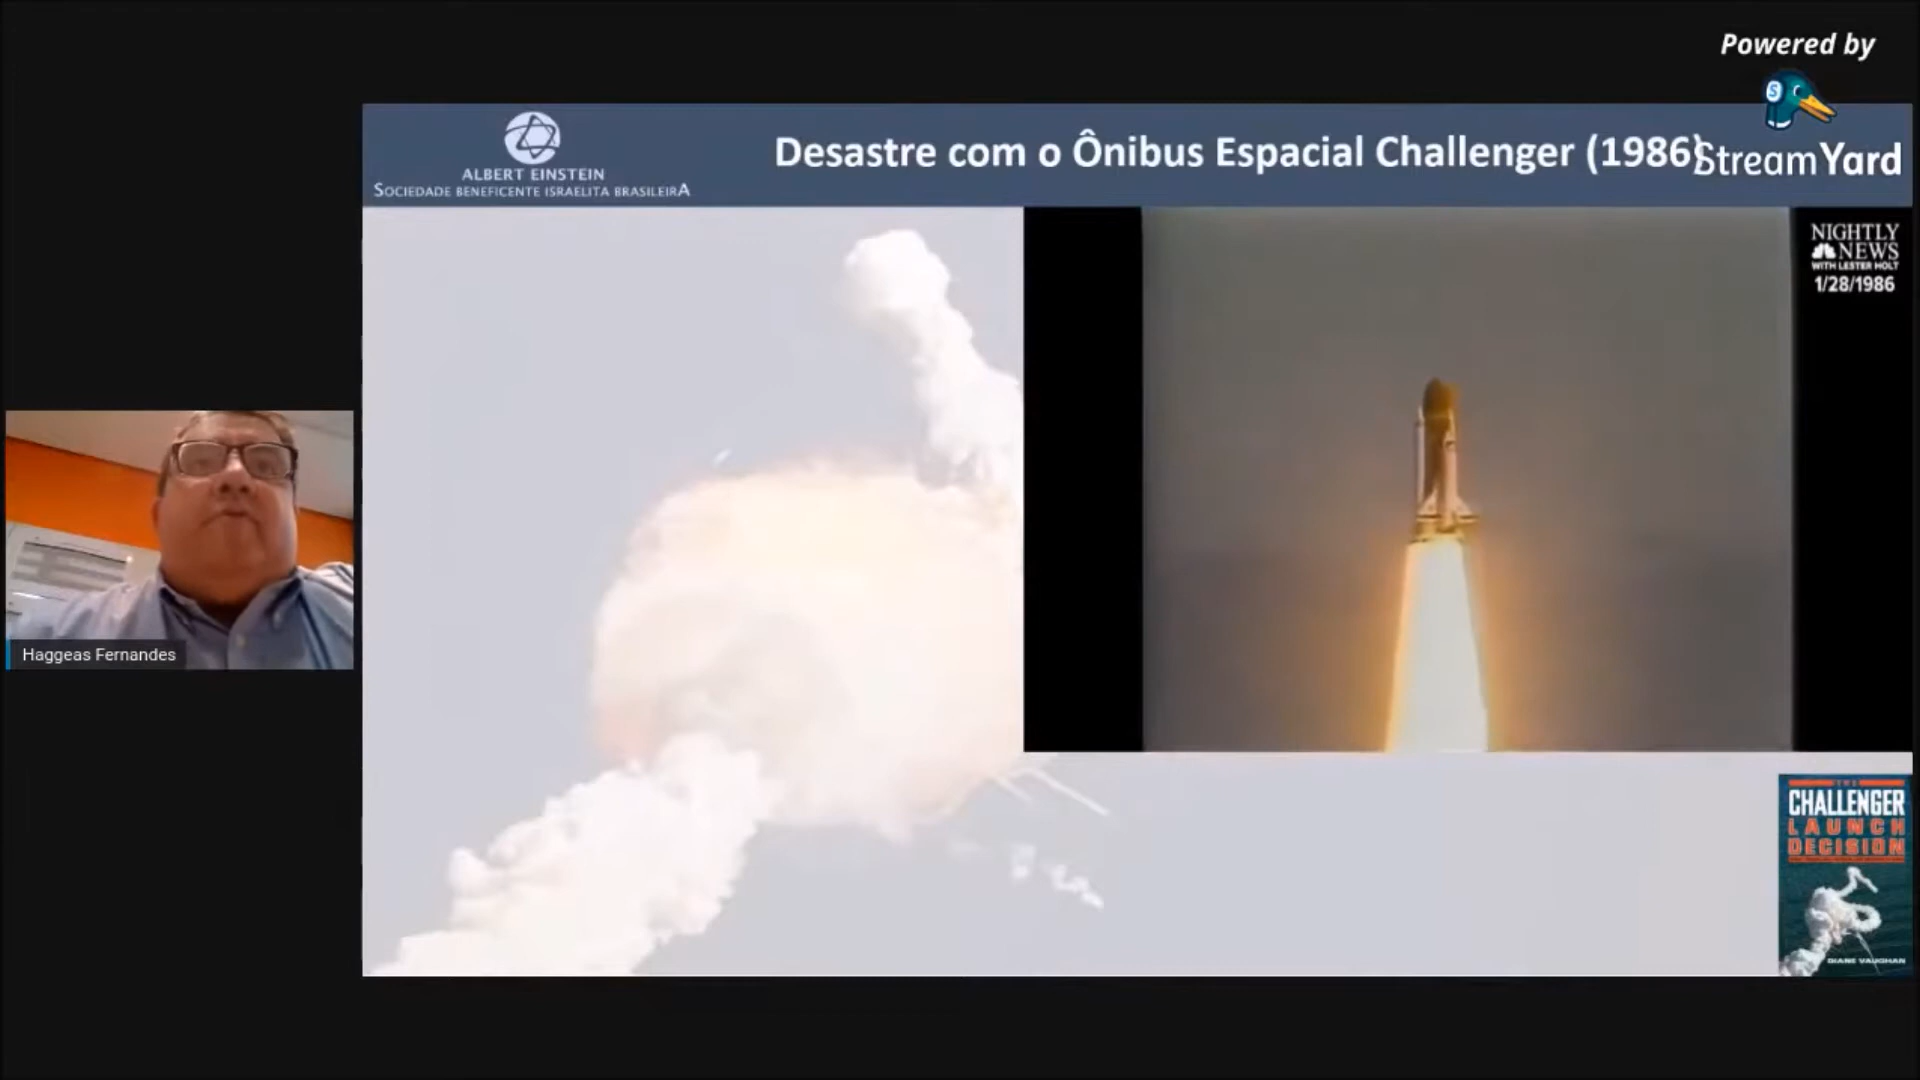 Powered by
StreamYard
ALBERT EINSTEIN
SOCIEDADE BENEFICENTE ISRAELITA BRASILEIRA
Desastre com o Ônibus Espacial Challenger (1986)
NIGHTLY
NEWS
WITH LESTER HOLT
1/28/1986
Haggeas Fernandes
THE
CHALLENGER
LAUNCH
DECISION
DIANE VAUGHAN